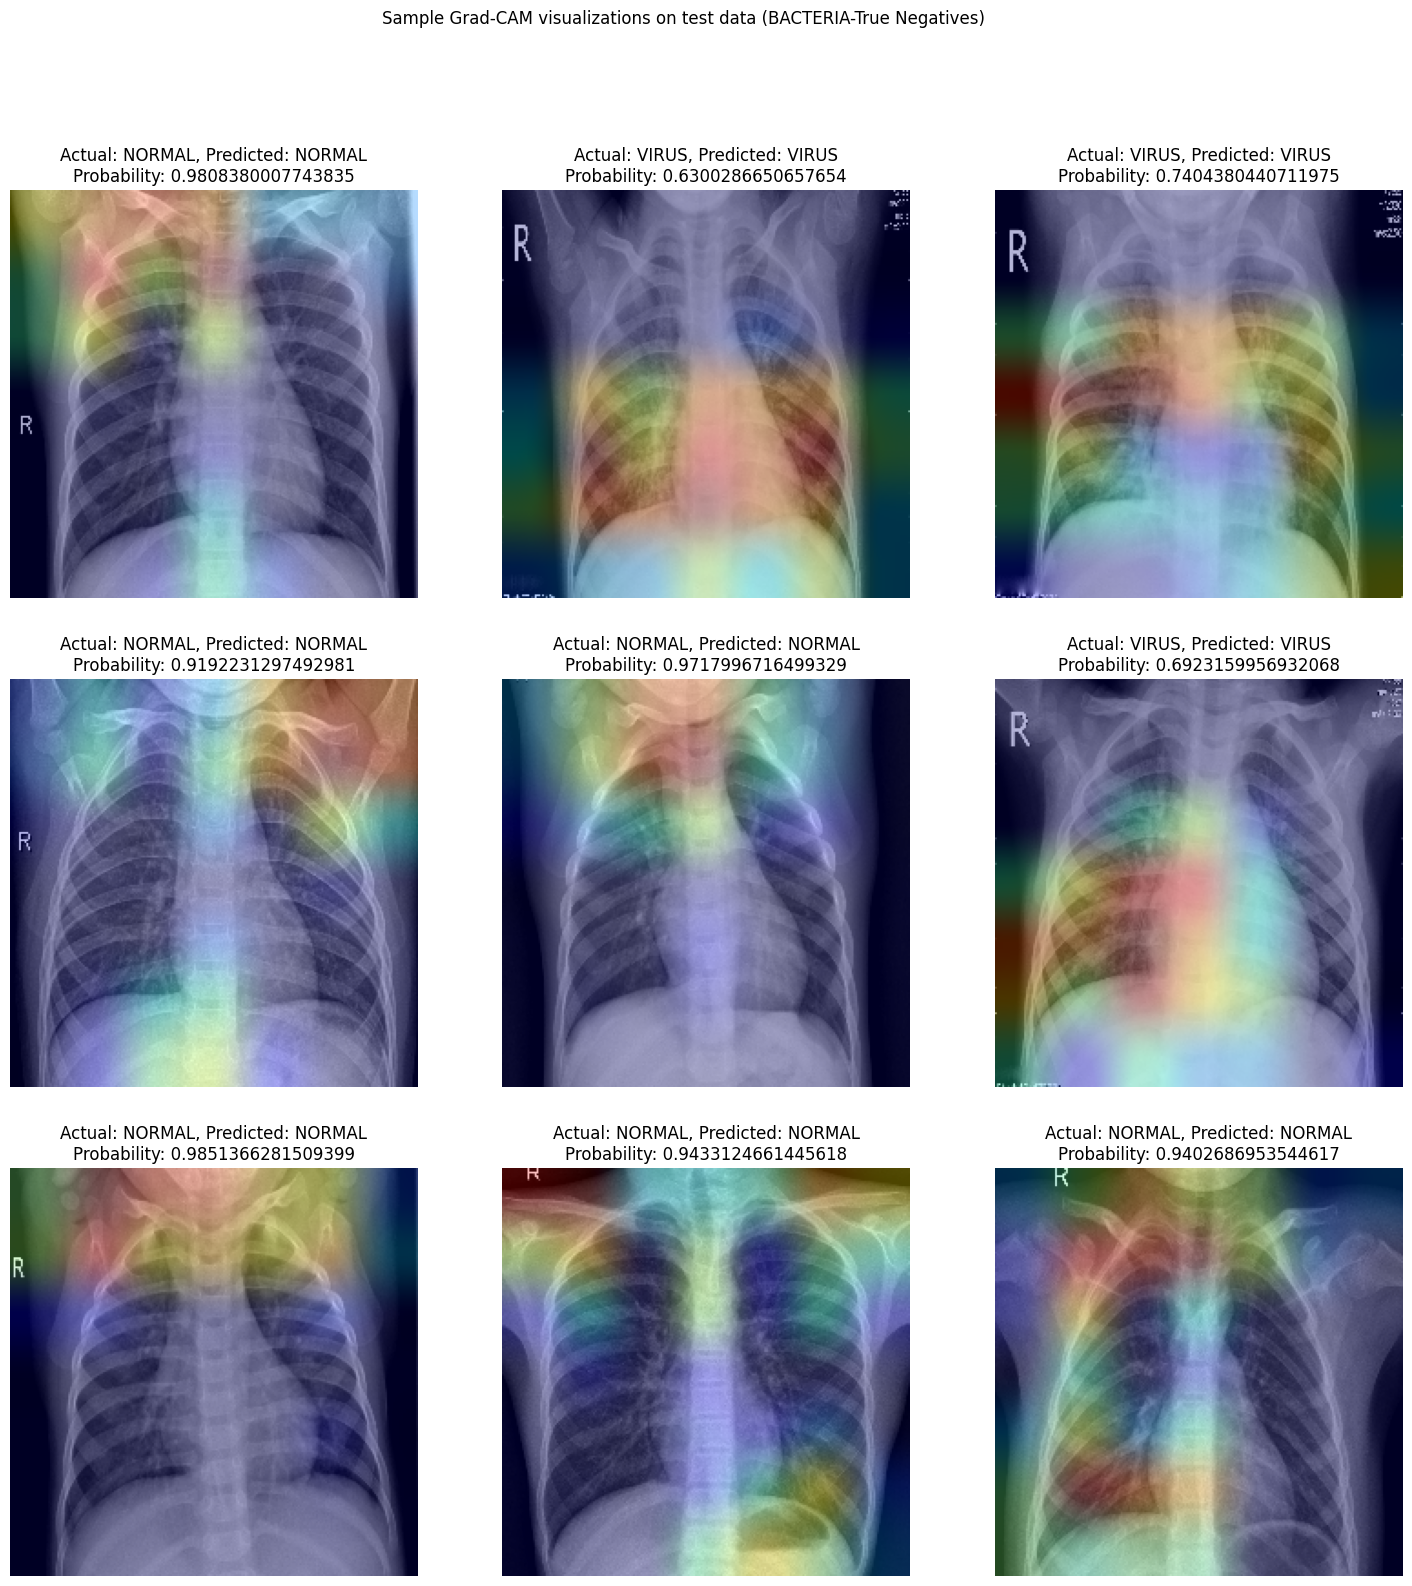 Sample Grad-CAM visualizations on test data (BACTERIA-True Negatives)
Actual: NORMAL, Predicted: NORMAL
Probability: 0.9808380007743835
Actual: VIRUS, Predicted: VIRUS
Probability: 0.6300286650657654
Actual: VIRUS, Predicted: VIRUS
Probability: 0.7404380440711975
R
R
R
Actual: NORMAL, Predicted: NORMAL
Probability: 0.9192231297492981
Actual: NORMAL, Predicted: NORMAL
Probability: 0.9717996716499329
Actual: VIRUS, Predicted: VIRUS
Probability: 0.6923159956932068
R
R
Actual: NORMAL, Predicted: NORMAL
Probability: 0.9851366281509399
Actual: NORMAL, Predicted: NORMAL
Probability: 0.9433124661445618
Actual: NORMAL, Predicted: NORMAL
Probability: 0.9402686953544617
R
R
R